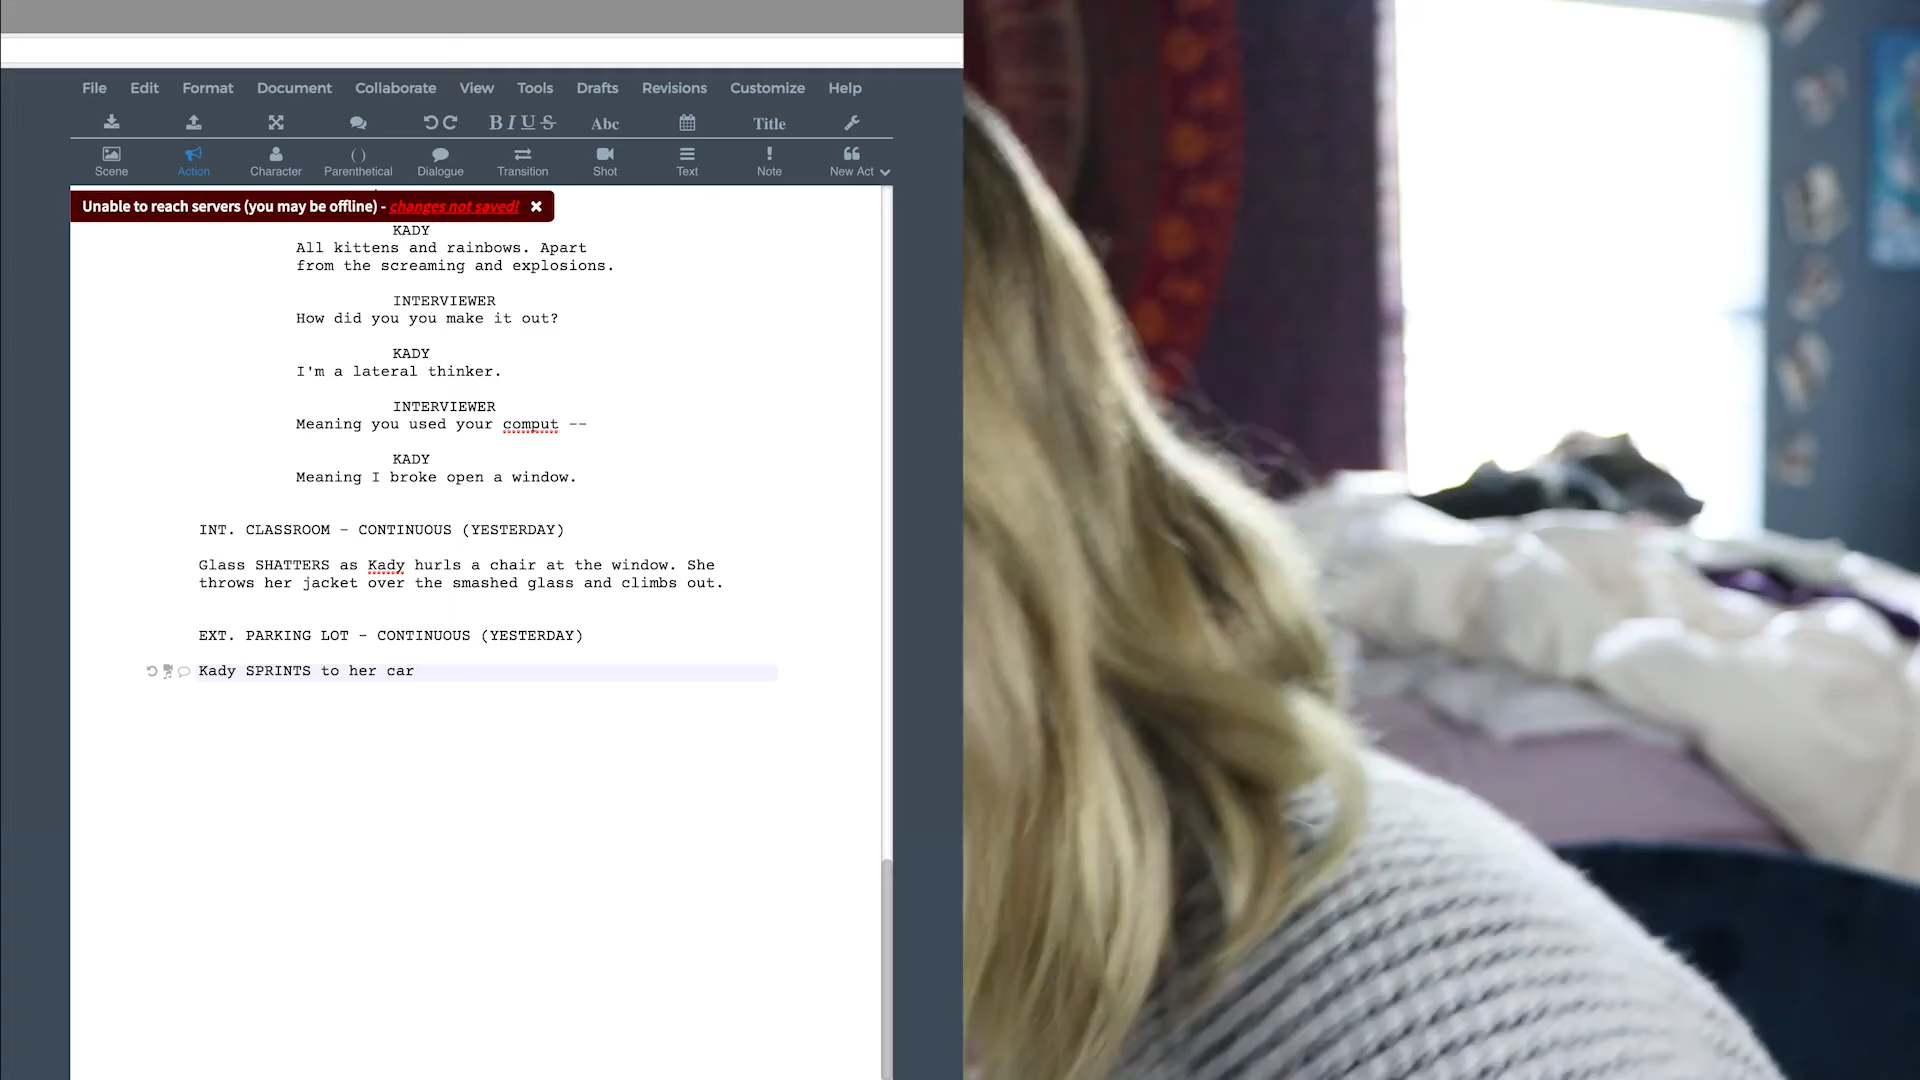 File Edit Format Document Collaborate View Tools Drafts Revisions Customize Help
B I U S Abc Title
Scene Action Character Parenthetical Dialogue Transition Shot Text Note New Act
Unable to reach servers (you may be offline) - changes not saved!
KADY
All kittens and rainbows. Apart
from the screaming and explosions.
INTERVIEWER
How did you you make it out?
KADY
I'm a lateral thinker.
INTERVIEWER
Meaning you used your comput --
KADY
Meaning I broke open a window.
INT. CLASSROOM - CONTINUOUS (YESTERDAY)
Glass SHATTERS as Kady hurls a chair at the window. She
throws her jacket over the smashed glass and climbs out.
EXT. PARKING LOT - CONTINUOUS (YESTERDAY)
Kady SPRINTS to her car